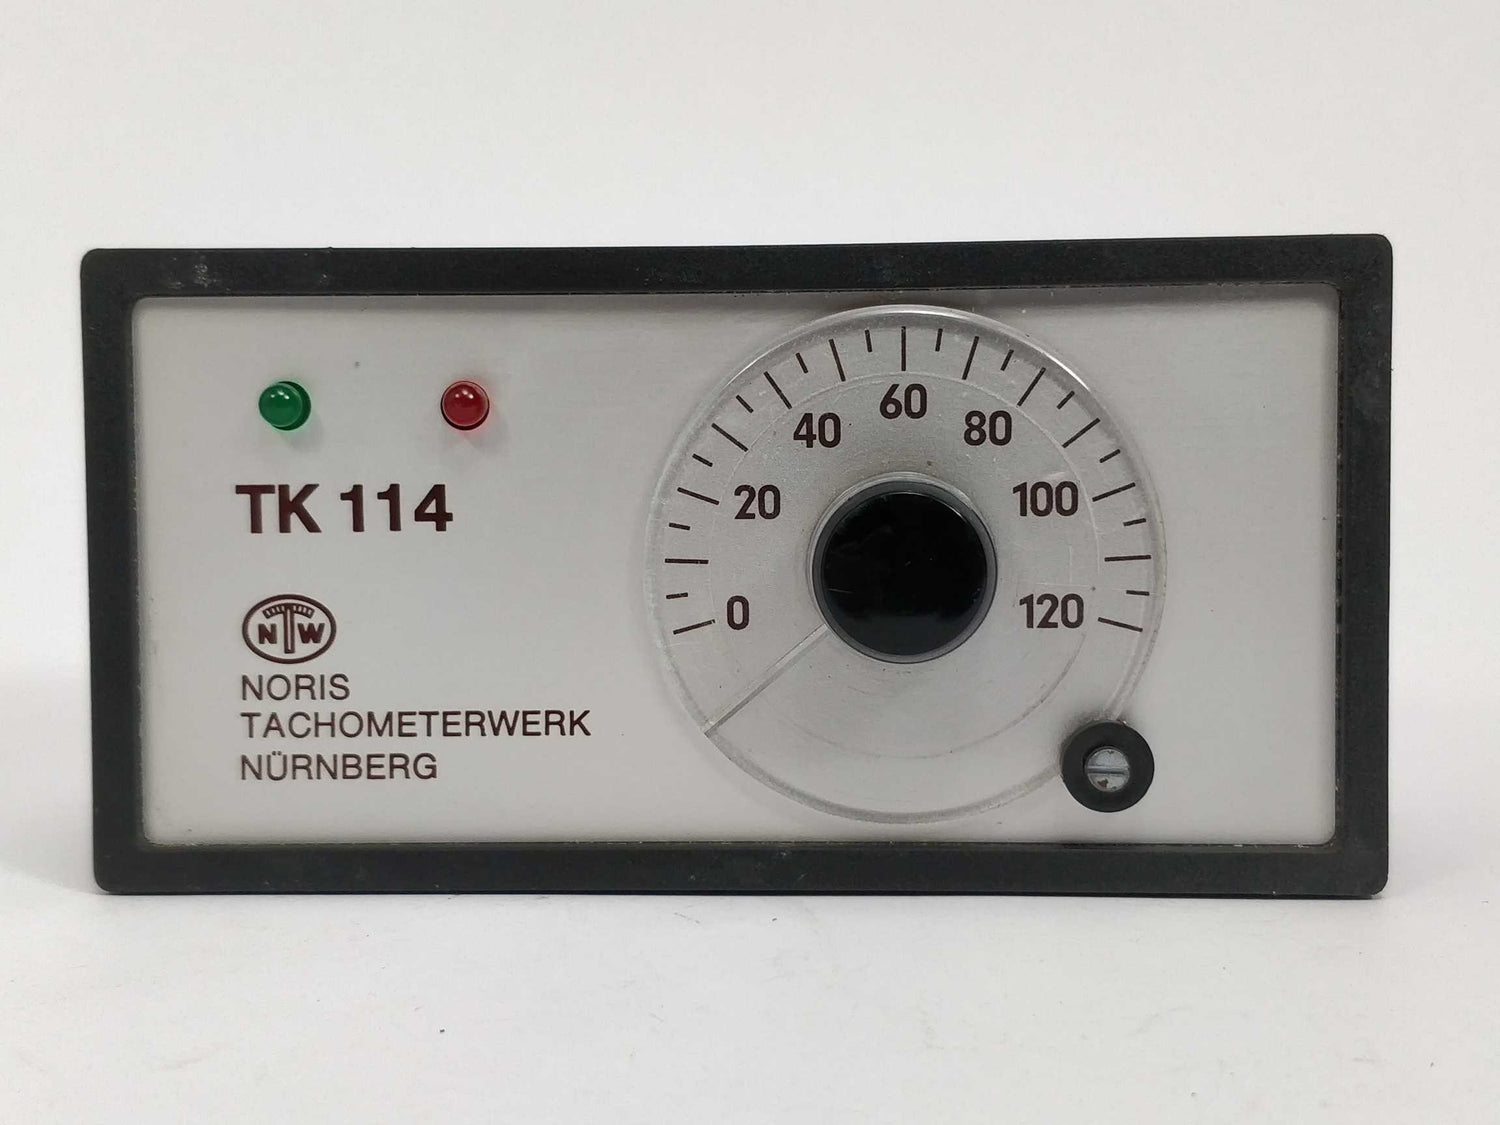 TK 114
NTW
NORIS
TACHOMETERWERK
NÜRNBERG
0 20 40 60 80 100 120